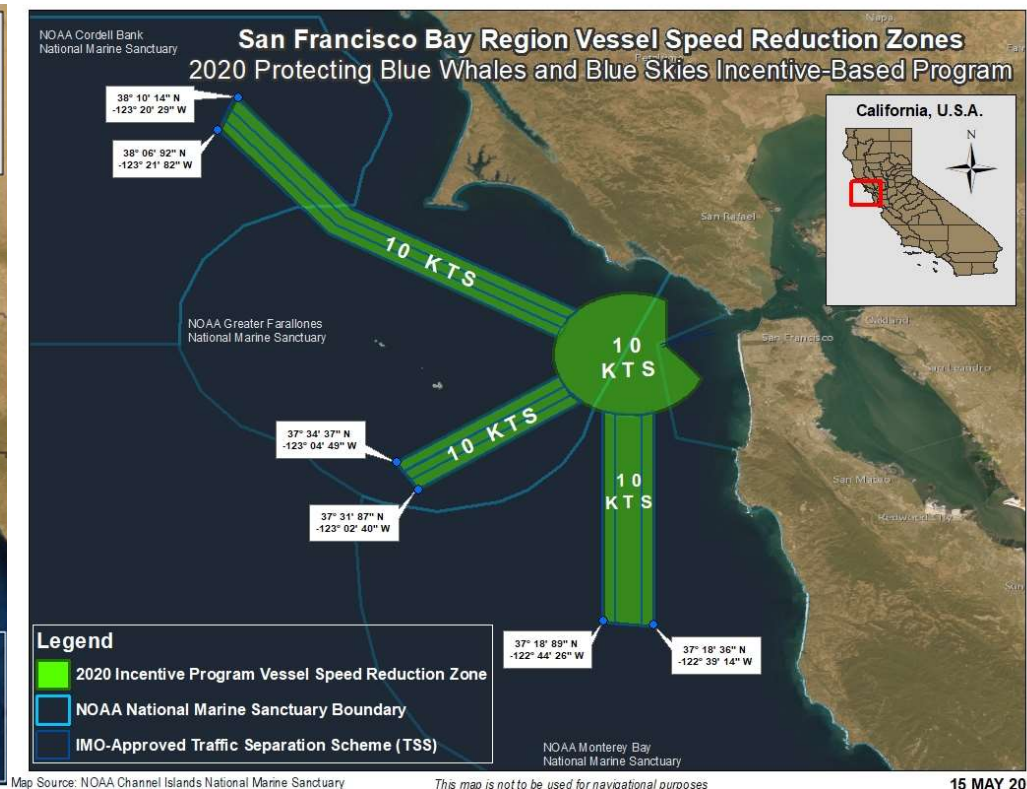 NOAA Cordell Bank
National Marine Sanctuary
San Francisco Bay Region Vessel Speed Reduction Zones
2020 Protecting Blue Whales and Blue Skies Incentive-Based Program
Napa
38° 10' 14" N
-123° 20' 29" W
38° 06' 92" N
-123° 21' 82" W
California, U.S.A.
N
San Rafael
10 KTS
NOAA Greater Farallones
National Marine Sanctuary
10
KTS
Oakland
San Francisco
San Leandro
37° 34' 37" N
-123° 04' 49" W
10 KTS
37° 31' 87" N
-123° 02' 40" W
10
KTS
San Mateo
Redwood City
37° 18' 89" N
-122° 44' 26" W
37° 18' 36" N
-122° 39' 14" W
Legend
2020 Incentive Program Vessel Speed Reduction Zone
NOAA National Marine Sanctuary Boundary
IMO-Approved Traffic Separation Scheme (TSS)
NOAA Monterey Bay
National Marine Sanctuary
Map Source: NOAA Channel Islands National Marine Sanctuary
This map is not to be used for navigational purposes
15 MAY 20